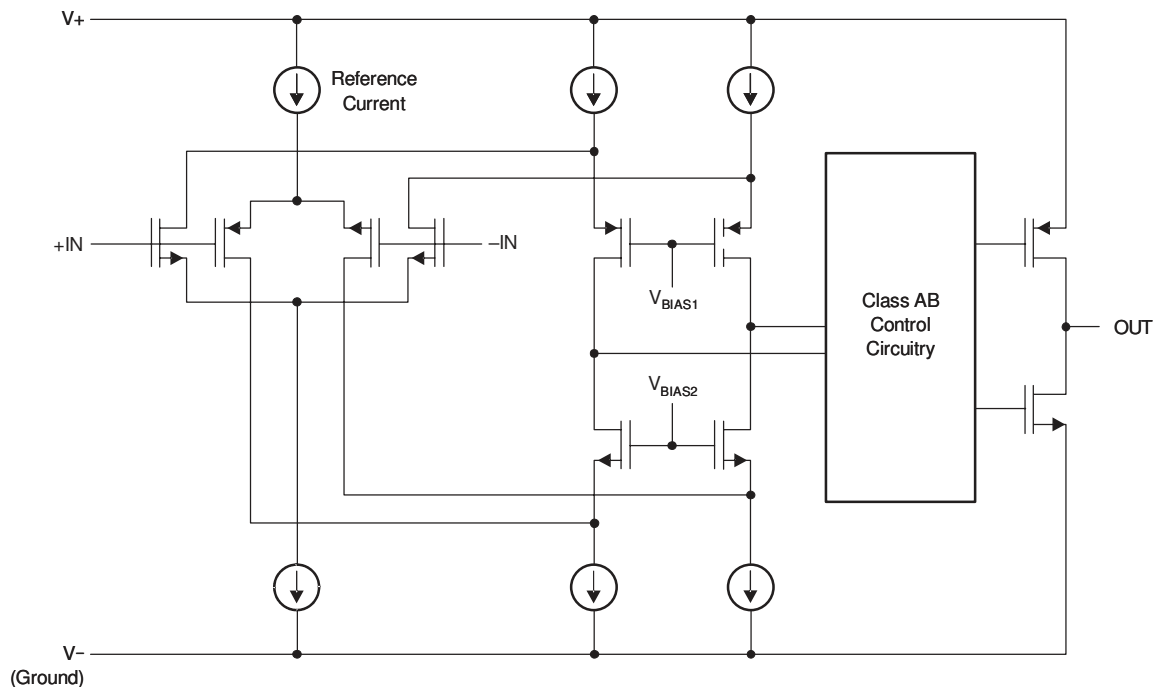 V+
Reference
Current
+IN
–IN
VBIAS1
Class AB
Control
Circuitry
OUT
VBIAS2
V–
(Ground)